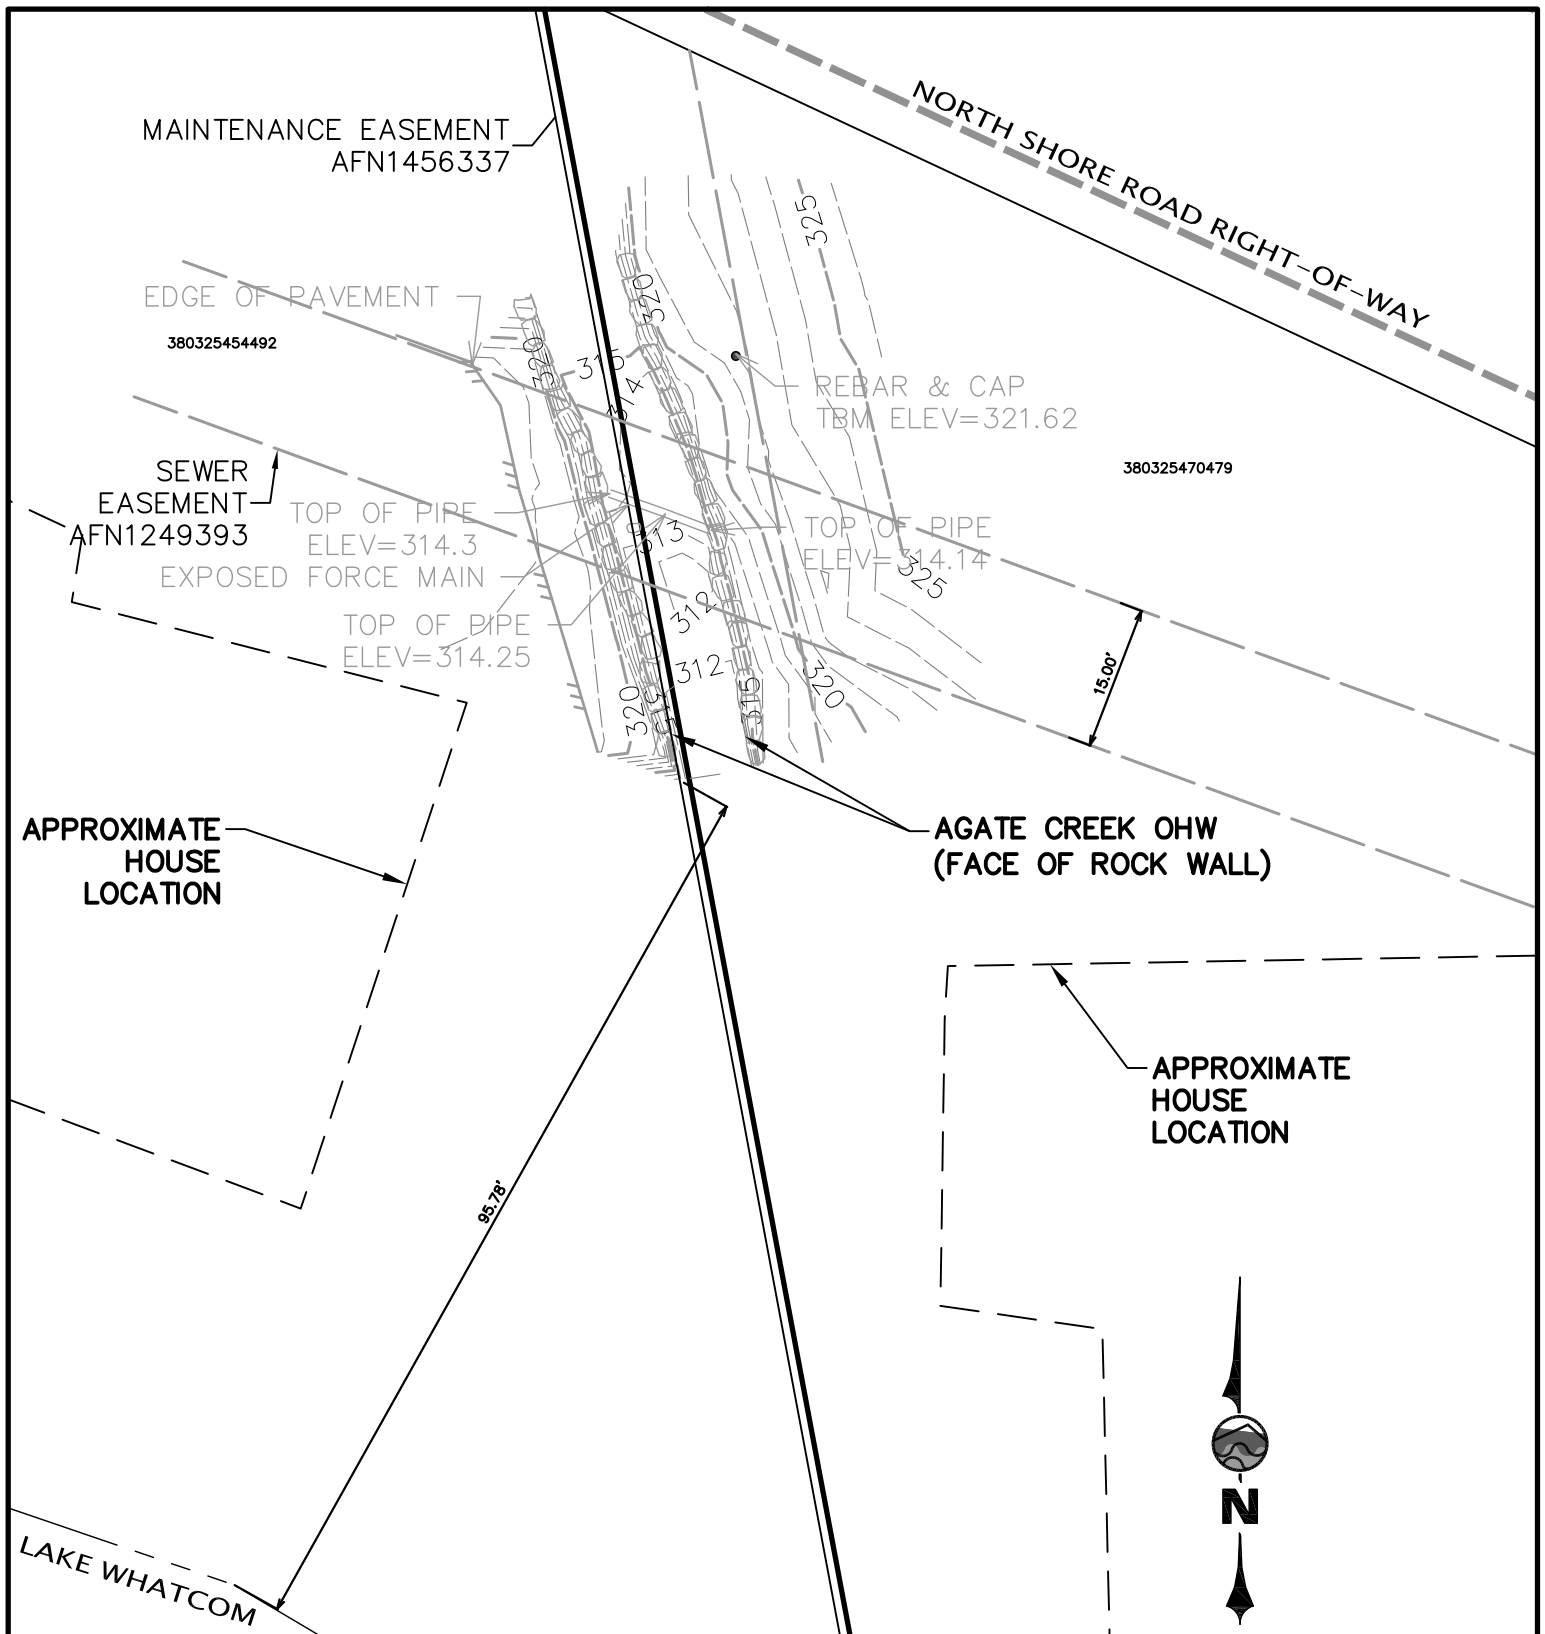 NORTH SHORE ROAD RIGHT-OF-WAY
MAINTENANCE EASEMENT
AFN1456337
325
320
EDGE OF PAVEMENT
380325454492
320
315
314
REBAR & CAP
TBM ELEV=321.62
380325470479
SEWER
EASEMENT
AFN1249393
TOP OF PIPE
ELEV=314.3
EXPOSED FORCE MAIN
TOP OF PIPE
ELEV=314.25
313
TOP OF PIPE
ELEV=314.14
325
312
312
320
315
315
320
15.00'
AGATE CREEK OHW
(FACE OF ROCK WALL)
APPROXIMATE
HOUSE
LOCATION
APPROXIMATE
HOUSE
LOCATION
95.78'
N
LAKE WHATCOM